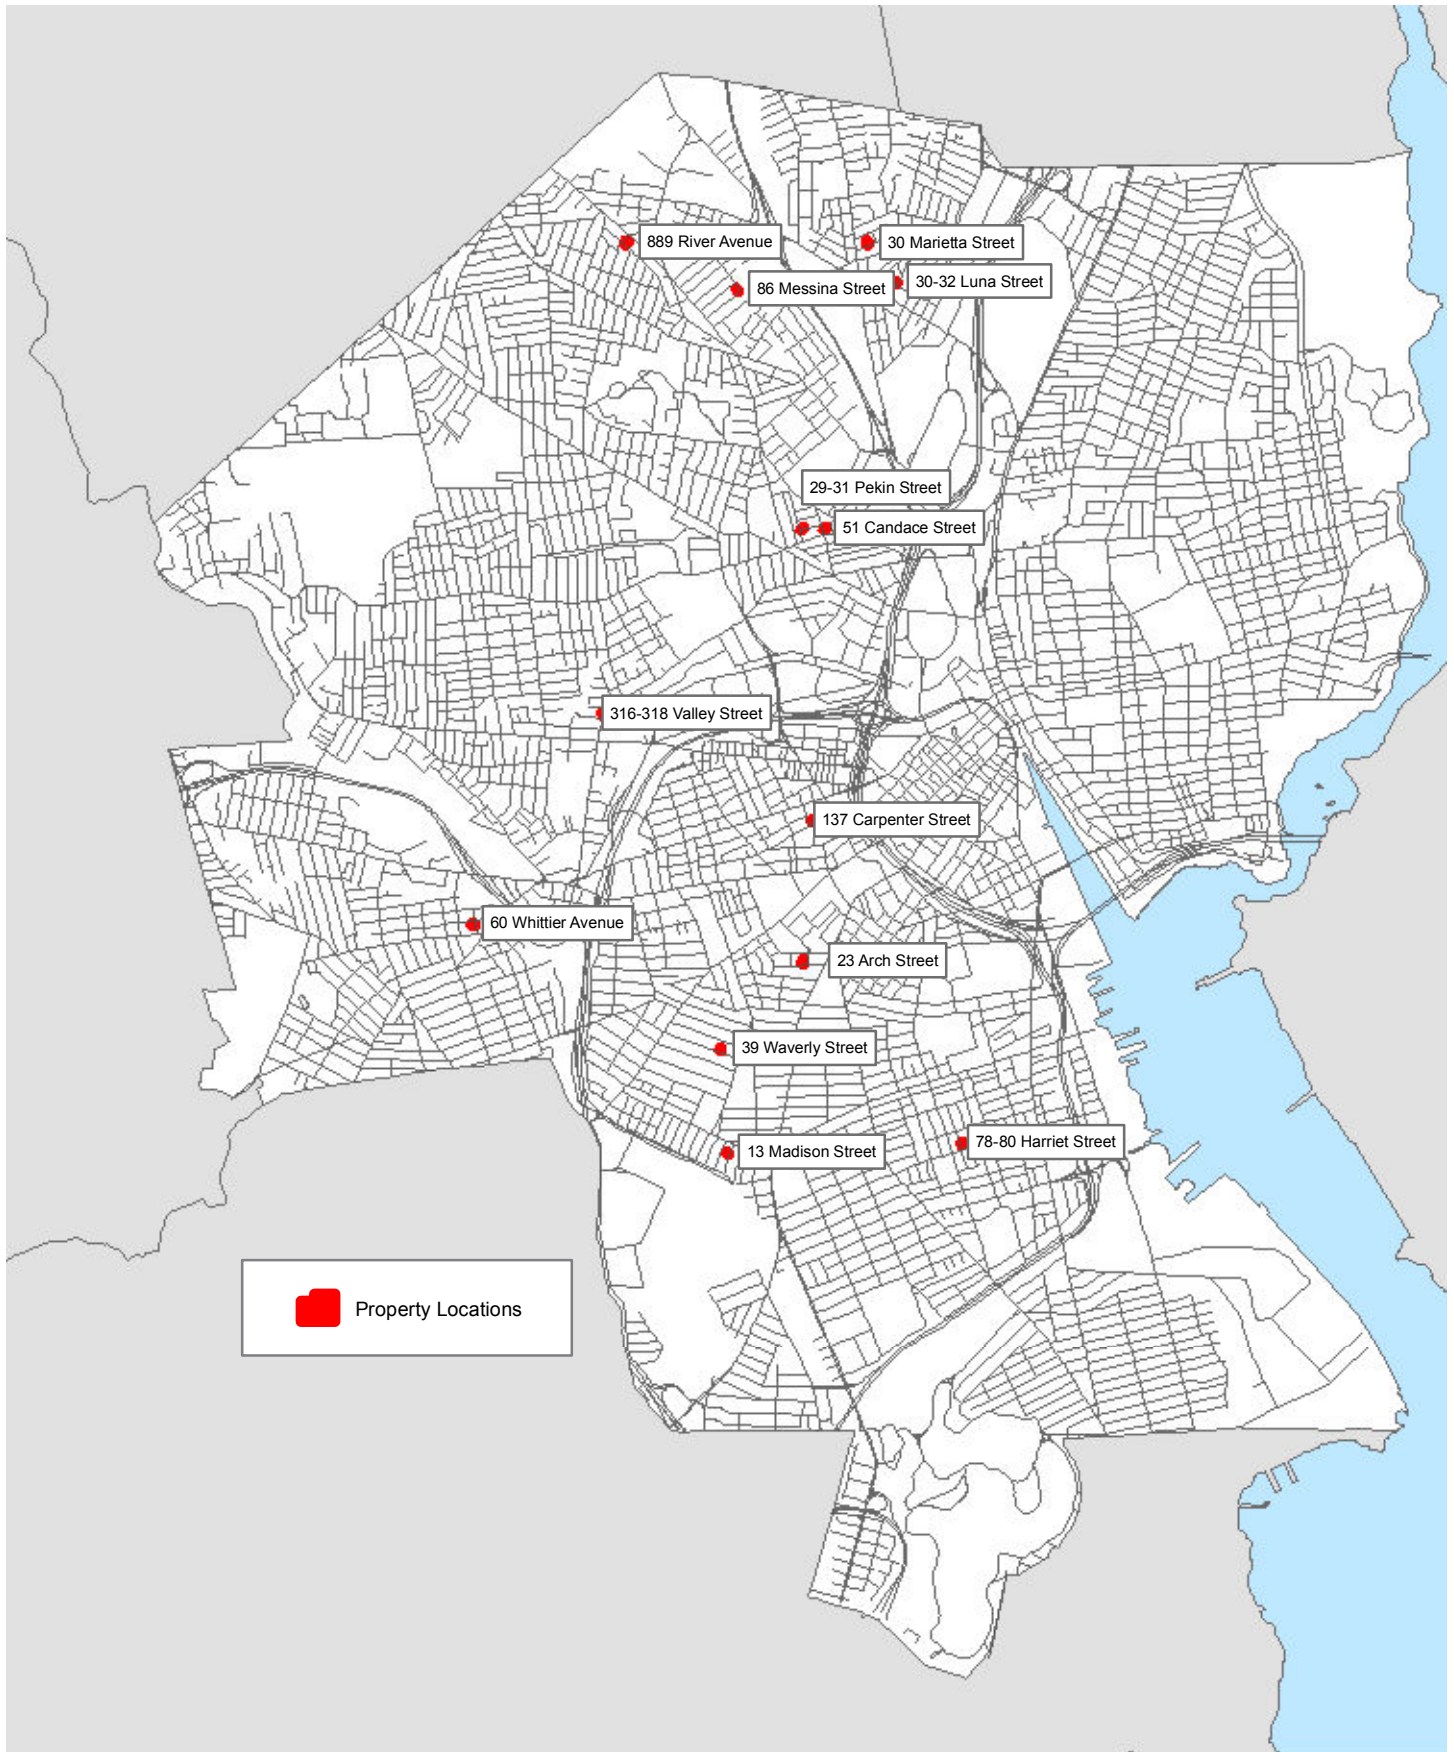 889 River Avenue
30 Marietta Street
86 Messina Street
30-32 Luna Street
29-31 Pekin Street
51 Candace Street
316-318 Valley Street
137 Carpenter Street
60 Whittier Avenue
23 Arch Street
39 Waverly Street
13 Madison Street
78-80 Harriet Street
Property Locations